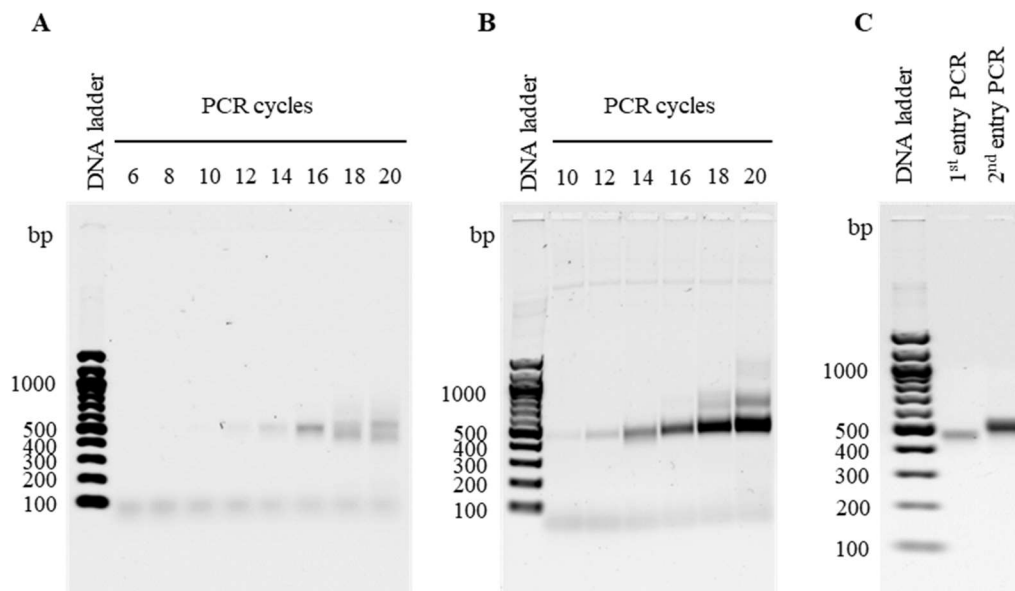 A
DNA ladder
PCR cycles
6 8 10 12 14 16 18 20
bp
1000
500
400
300
200
100
B
DNA ladder
PCR cycles
10 12 14 16 18 20
bp
1000
500
400
300
200
100
C
DNA ladder
1st entry PCR
2nd entry PCR
bp
1000
500
400
300
200
100